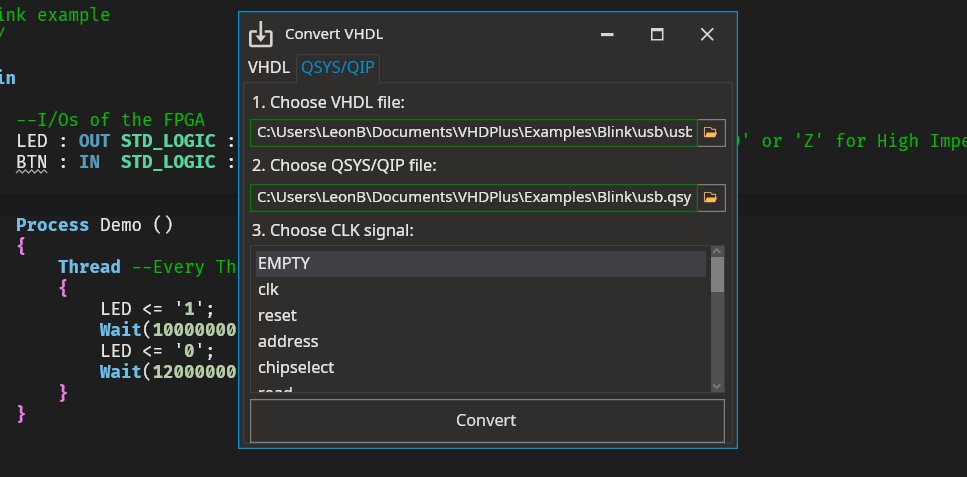 ink example
/
in
--I/Os of the FPGA
LED : OUT STD_LOGIC :
' or 'Z' for High Impe
BTN : IN STD_LOGIC :
Process Demo ()
{
Thread --Every Th
{
LED <= '1';
Wait(10000000
LED <= '0';
Wait(12000000
}
}
Convert VHDL
VHDL QSYS/QIP
1. Choose VHDL file:
C:\Users\LeonB\Documents\VHDPlus\Examples\Blink\usb\usb
2. Choose QSYS/QIP file:
C:\Users\LeonB\Documents\VHDPlus\Examples\Blink\usb.qsy
3. Choose CLK signal:
EMPTY
clk
reset
address
chipselect
read
Convert